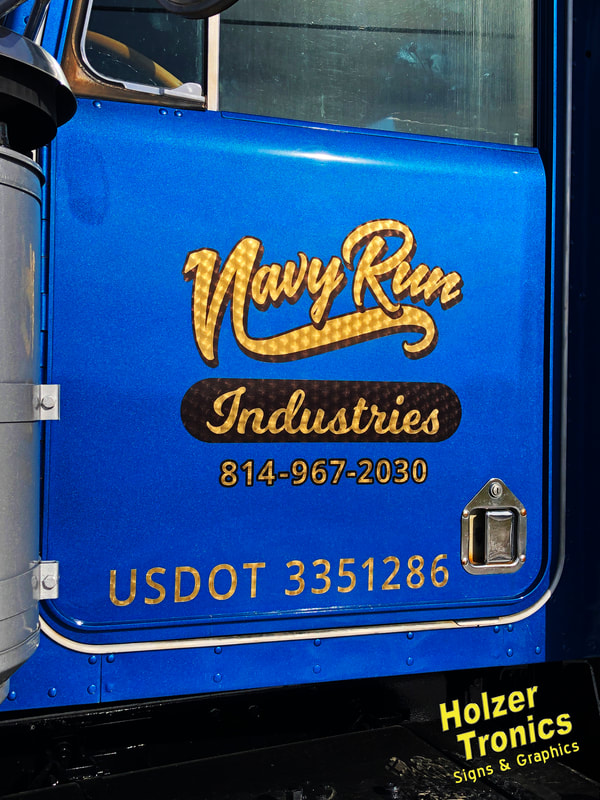 Navy Run
Industries
814-967-2030
USDOT 3351286
Holzer
Tronics
Signs & Graphics